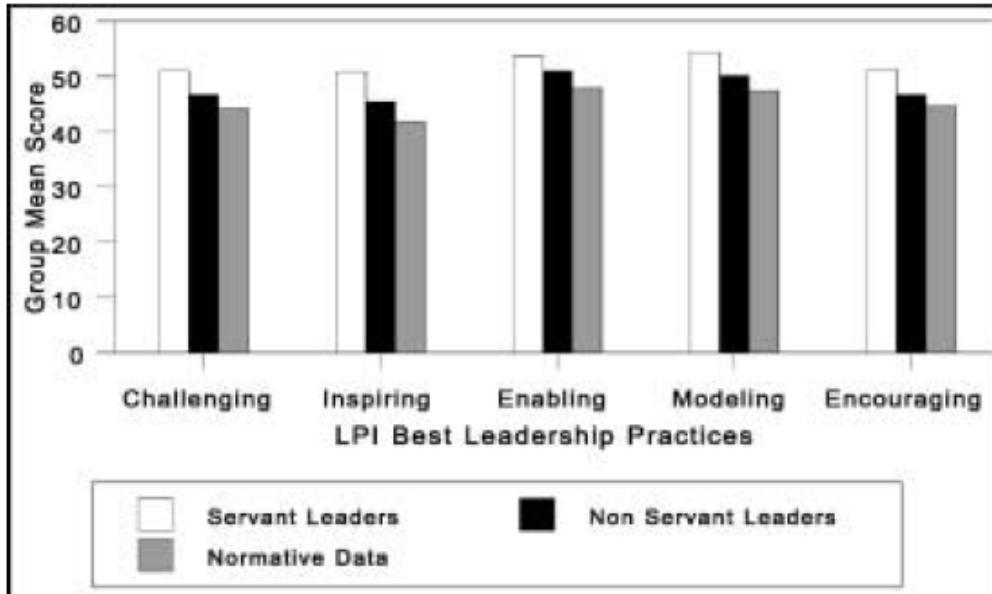 60
50
40
30
20
10
0
Group Mean Score
Challenging Inspiring Enabling Modeling Encouraging
LPI Best Leadership Practices
Servant Leaders Non Servant Leaders
Normative Data